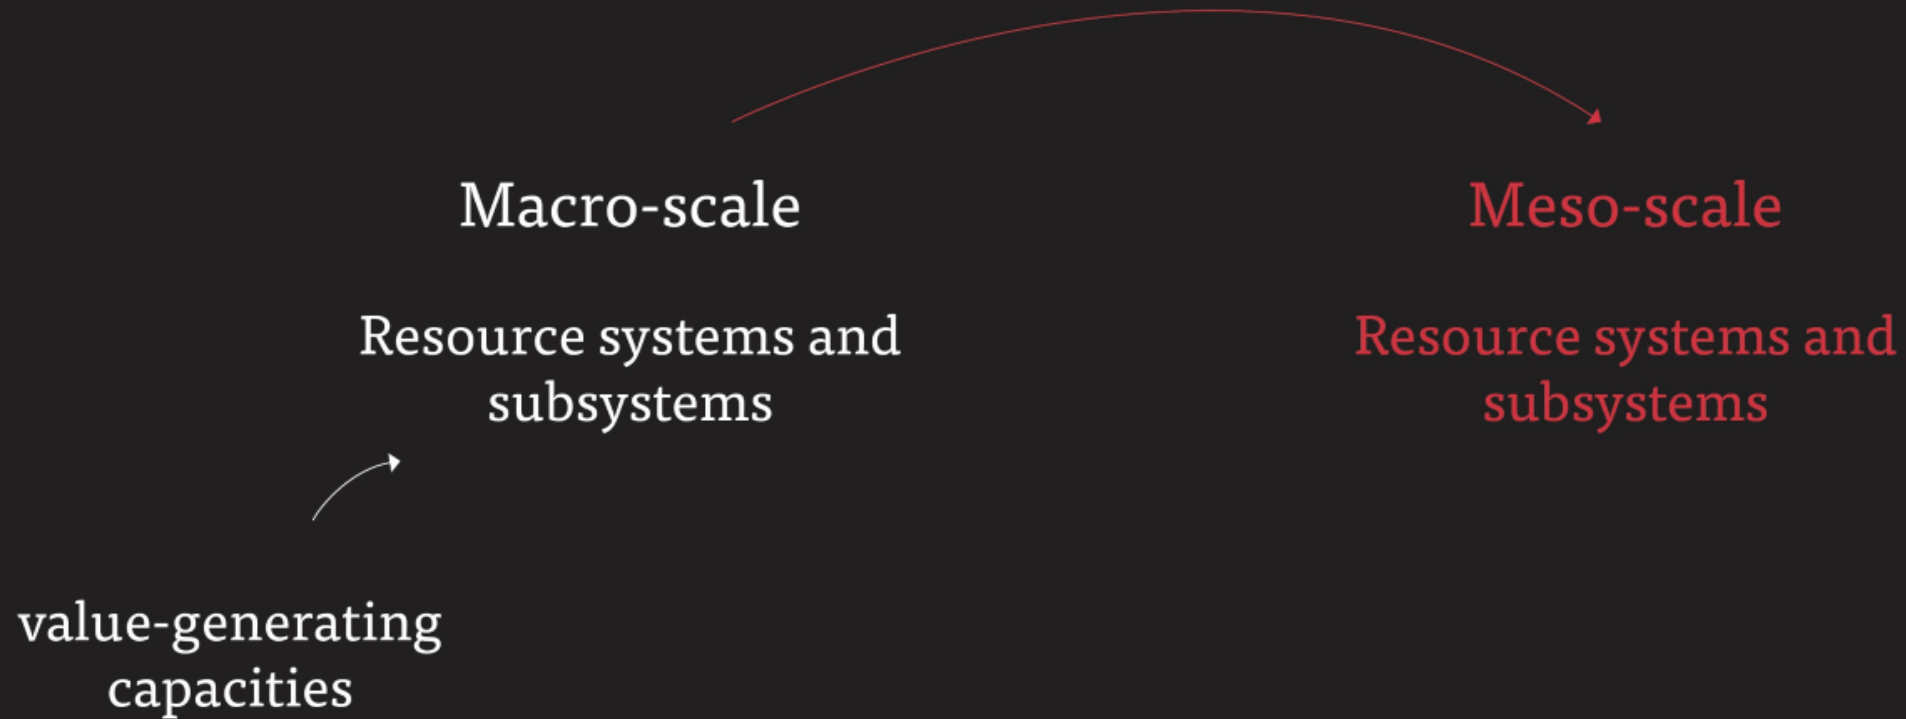 Macro-scale
Meso-scale
Resource systems and
subsystems
Resource systems and
subsystems
value-generating
capacities